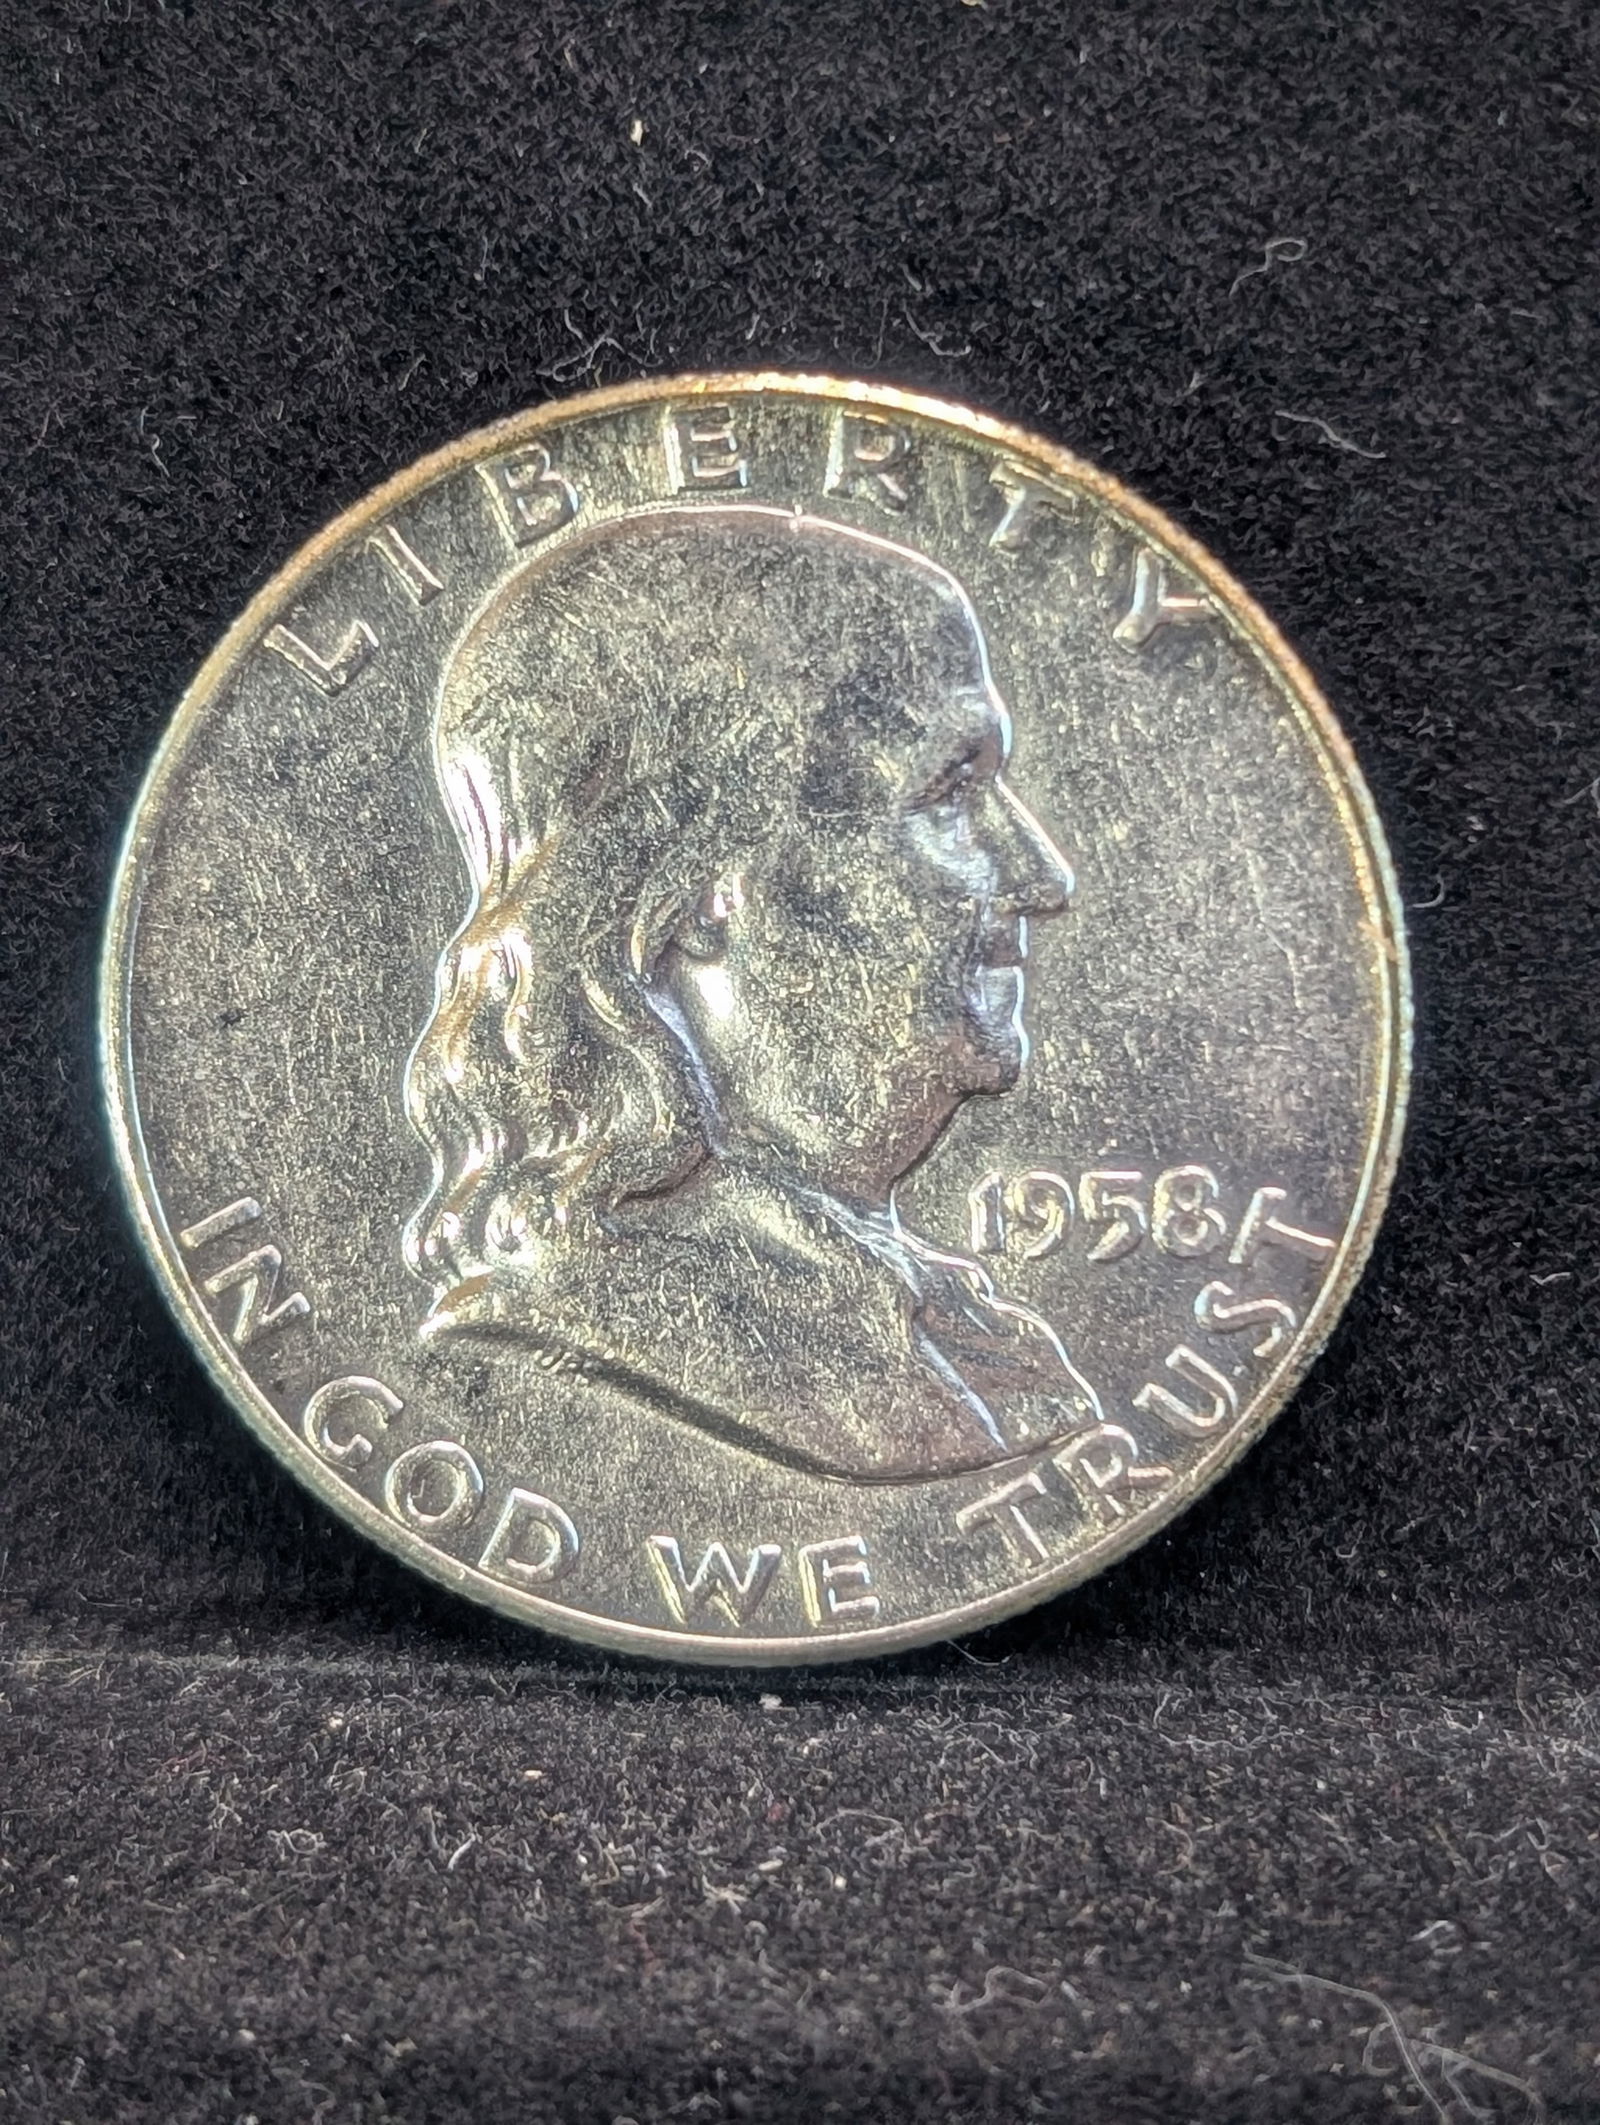 LIBERTY
1958
IN GOD WE TRUST